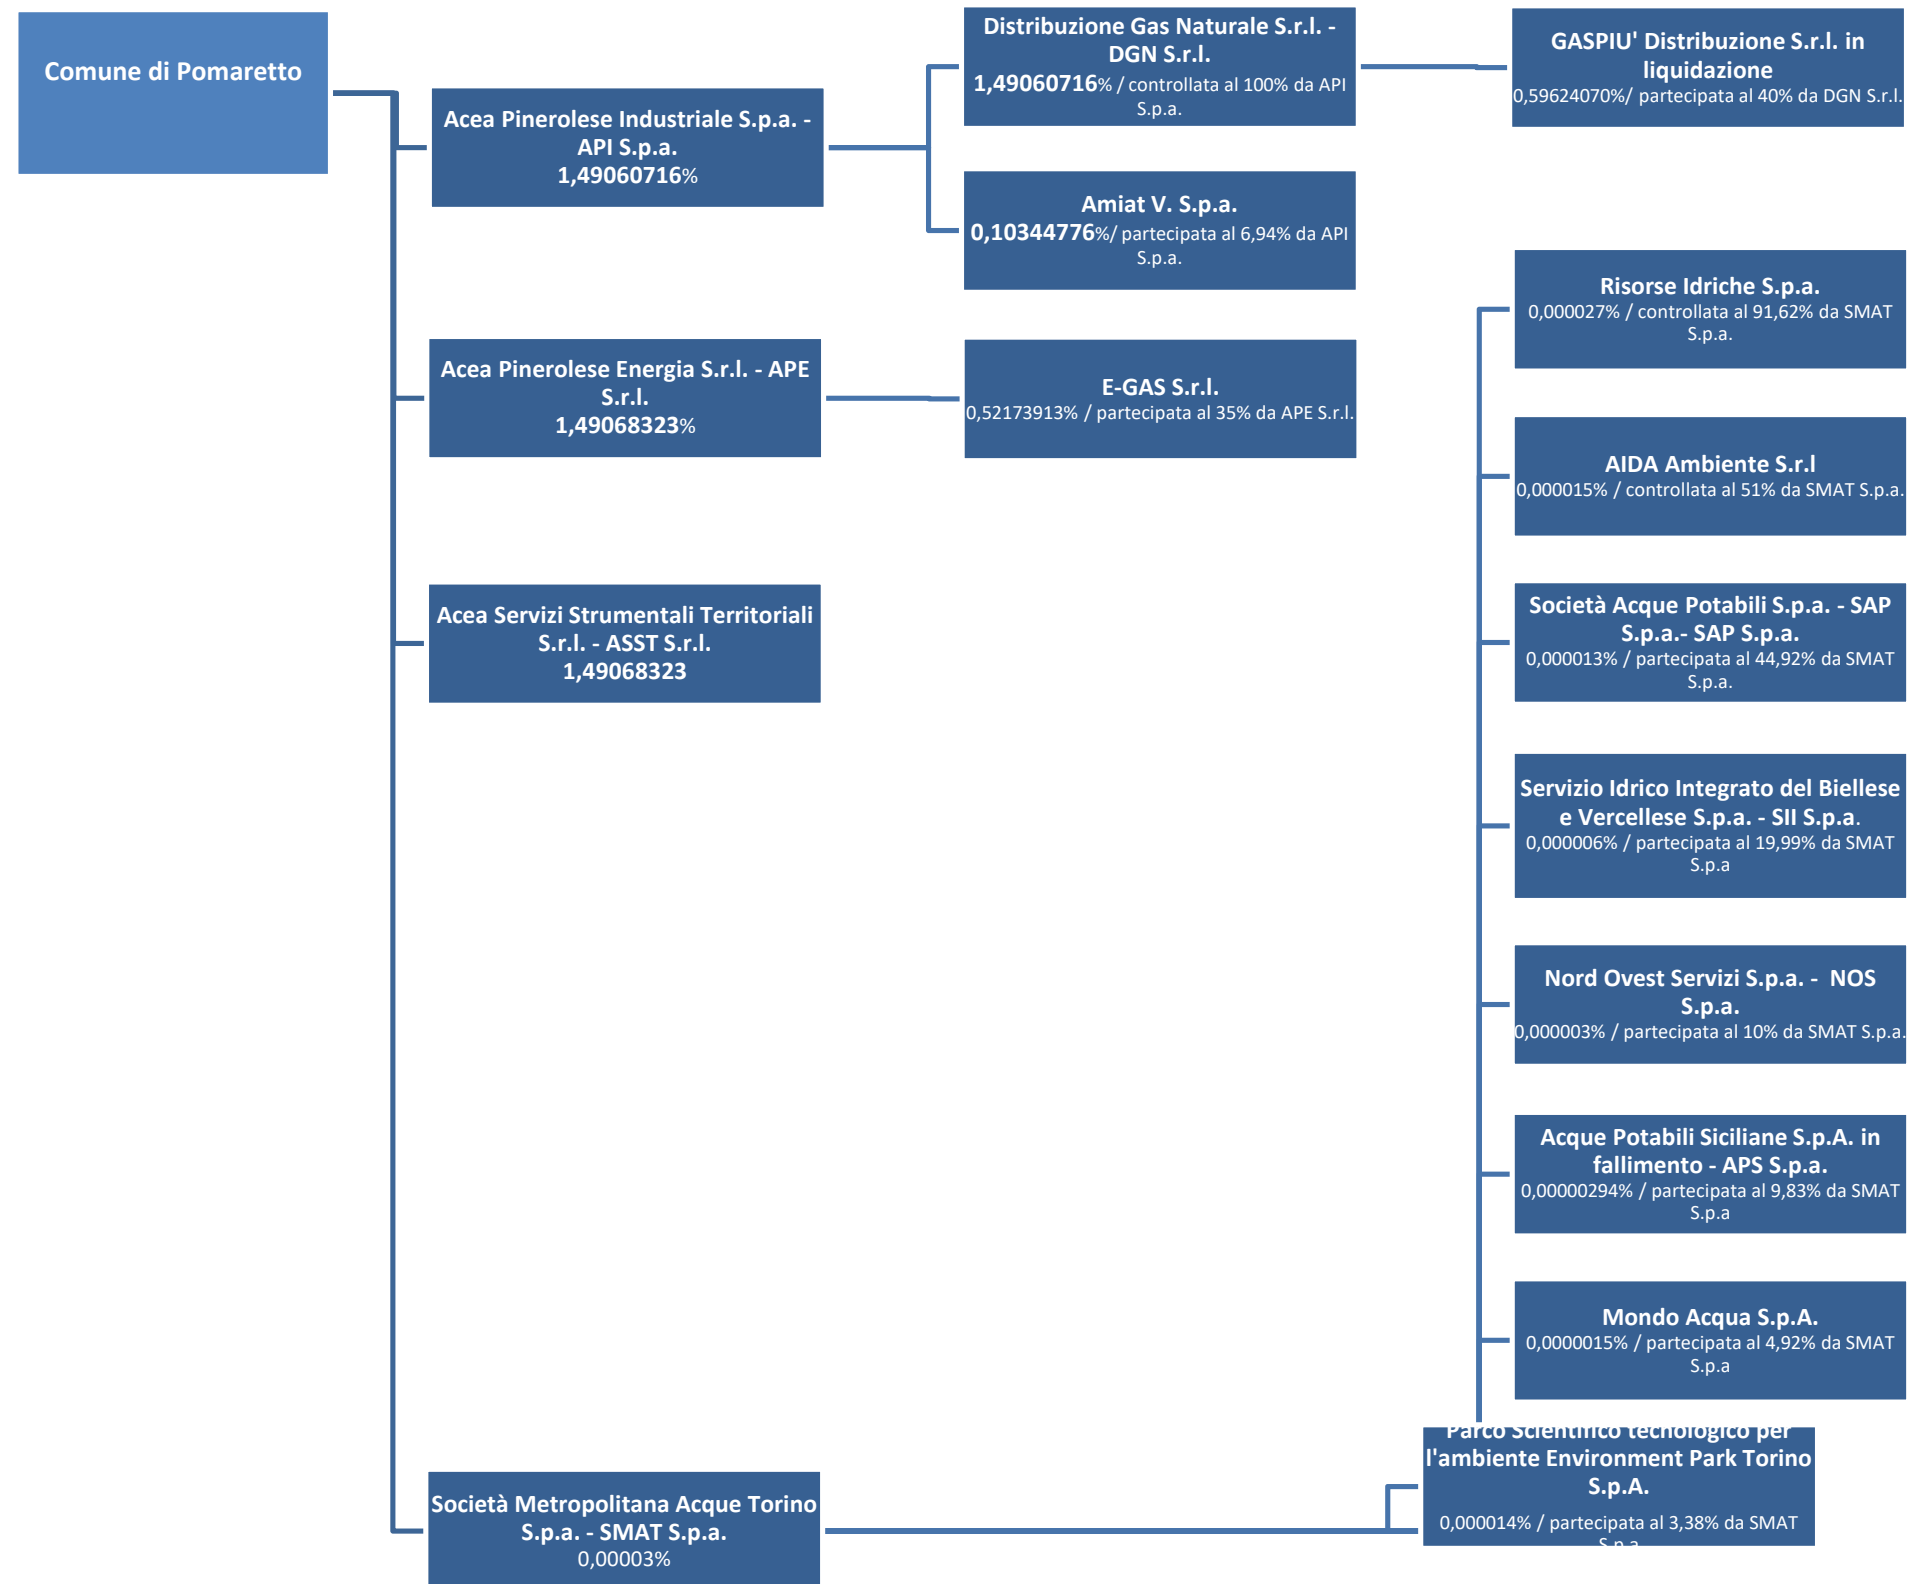 Comune di Pomaretto
Acea Pinerolese Industriale S.p.a. -
API S.p.a.
1,49060716%
Distribuzione Gas Naturale S.r.l. -
DGN S.r.l.
1,49060716% / controllata al 100% da API
S.p.a.
GASPIU' Distribuzione S.r.l. in
liquidazione
0,59624070%/ partecipata al 40% da DGN S.r.l.
Amiat V. S.p.a.
0,10344776%/ partecipata al 6,94% da API
S.p.a.
Acea Pinerolese Energia S.r.l. - APE
S.r.l.
1,49068323%
E-GAS S.r.l.
0,52173913% / partecipata al 35% da APE S.r.l.
Acea Servizi Strumentali Territoriali
S.r.l. - ASST S.r.l.
1,49068323
Società Metropolitana Acque Torino
S.p.a. - SMAT S.p.a.
0,00003%
Risorse Idriche S.p.a.
0,000027% / controllata al 91,62% da SMAT
S.p.a.
AIDA Ambiente S.r.l
0,000015% / controllata al 51% da SMAT S.p.a.
Società Acque Potabili S.p.a. - SAP
S.p.a.- SAP S.p.a.
0,000013% / partecipata al 44,92% da SMAT
S.p.a.
Servizio Idrico Integrato del Biellese
e Vercellese S.p.a. - SII S.p.a.
0,000006% / partecipata al 19,99% da SMAT
S.p.a
Nord Ovest Servizi S.p.a. -  NOS
S.p.a.
0,000003% / partecipata al 10% da SMAT S.p.a.
Acque Potabili Siciliane S.p.A. in
fallimento - APS S.p.a.
0,00000294% / partecipata al 9,83% da SMAT
S.p.a
Mondo Acqua S.p.A.
0,0000015% / partecipata al 4,92% da SMAT
S.p.a
Parco Scientifico tecnologico per
l'ambiente Environment Park Torino
S.p.A.
0,000014% / partecipata al 3,38% da SMAT
S.p.a